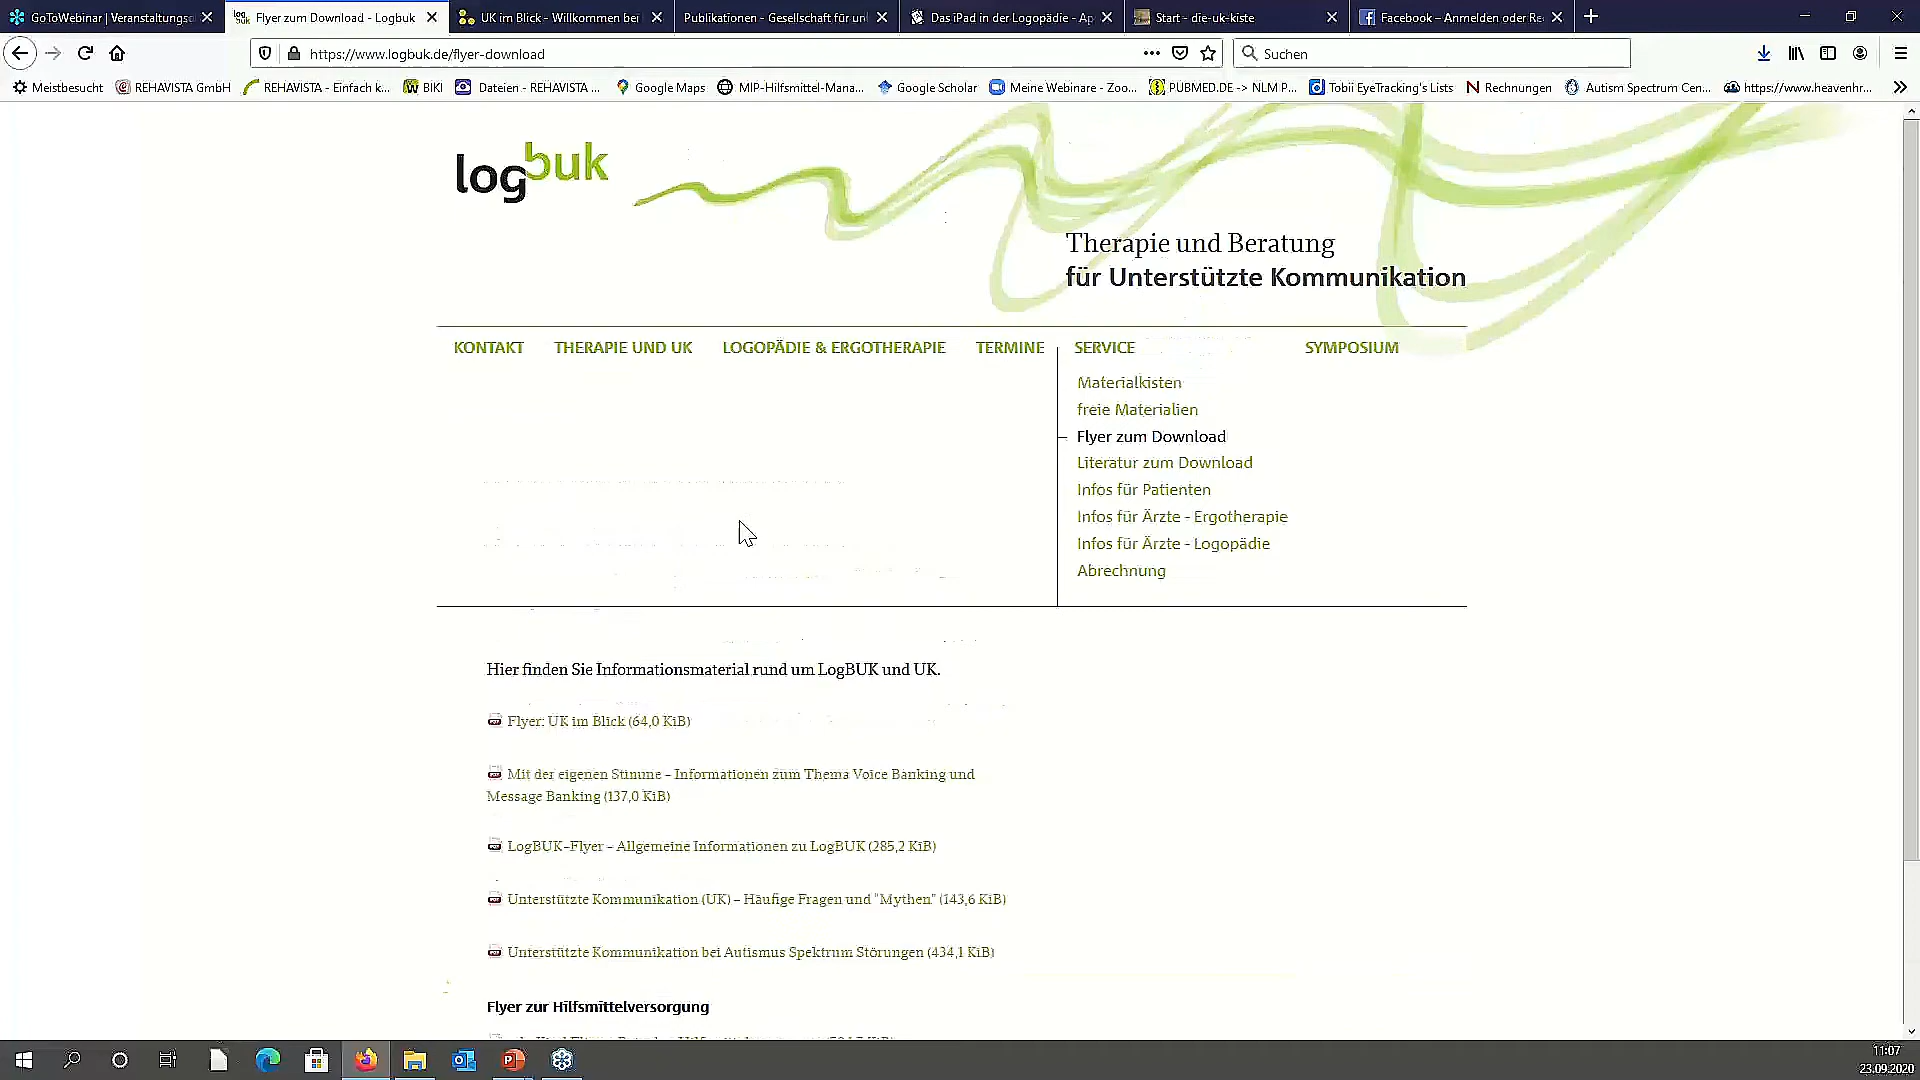 GoToWebinar | Veranstaltungsd
Flyer zum Download - Logbuk
UK im Blick - Willkommen bei
Publikationen - Gesellschaft für un
Das iPad in der Logopädie - Ap
Start - die-uk-kiste
Facebook – Anmelden oder Re
https://www.logbuk.de/flyer-download
Suchen
Meistbesucht
REHAVISTA GmbH
REHAVISTA - Einfach k...
BIKI
Dateien - REHAVISTA ...
Google Maps
MIP-Hilfsmittel-Mana...
Google Scholar
Meine Webinare - Zoo...
PUBMED.DE -> NLM P...
Tobii EyeTracking's Lists
Rechnungen
Autism Spectrum Cen...
https://www.heavenhr...
logbuk
Therapie und Beratung
für Unterstützte Kommunikation
KONTAKT
THERAPIE UND UK
LOGOPÄDIE & ERGOTHERAPIE
TERMINE
SERVICE
SYMPOSIUM
Materialkisten
freie Materialien
Flyer zum Download
Literatur zum Download
Infos für Patienten
Infos für Ärzte - Ergotherapie
Infos für Ärzte - Logopädie
Abrechnung
Hier finden Sie Informationsmaterial rund um LogBUK und UK.
Flyer: UK im Blick (64,0 KiB)
Mit der eigenen Stimme - Informationen zum Thema Voice Banking und
Message Banking (137,0 KiB)
LogBUK-Flyer - Allgemeine Informationen zu LogBUK (285,2 KiB)
Unterstützte Kommunikation (UK) - Häufige Fragen und "Mythen" (143,6 KiB)
Unterstützte Kommunikation bei Autismus Spektrum Störungen (434,1 KiB)
Flyer zur Hilfsmittelversorgung
11:07
23.09.2020